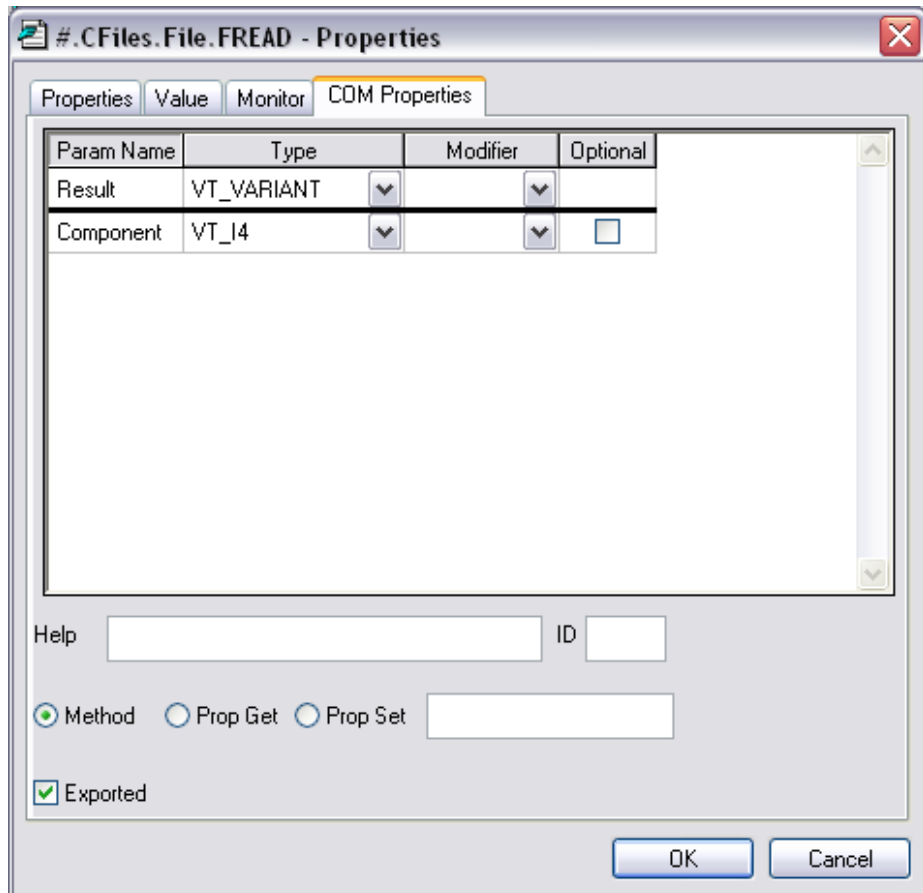 #.CFiles.File.FREAD - Properties
Properties Value Monitor COM Properties
Param Name Type Modifier Optional
Result VT_VARIANT
Component VT_I4
Help ID
Method Prop Get Prop Set
Exported
OK Cancel